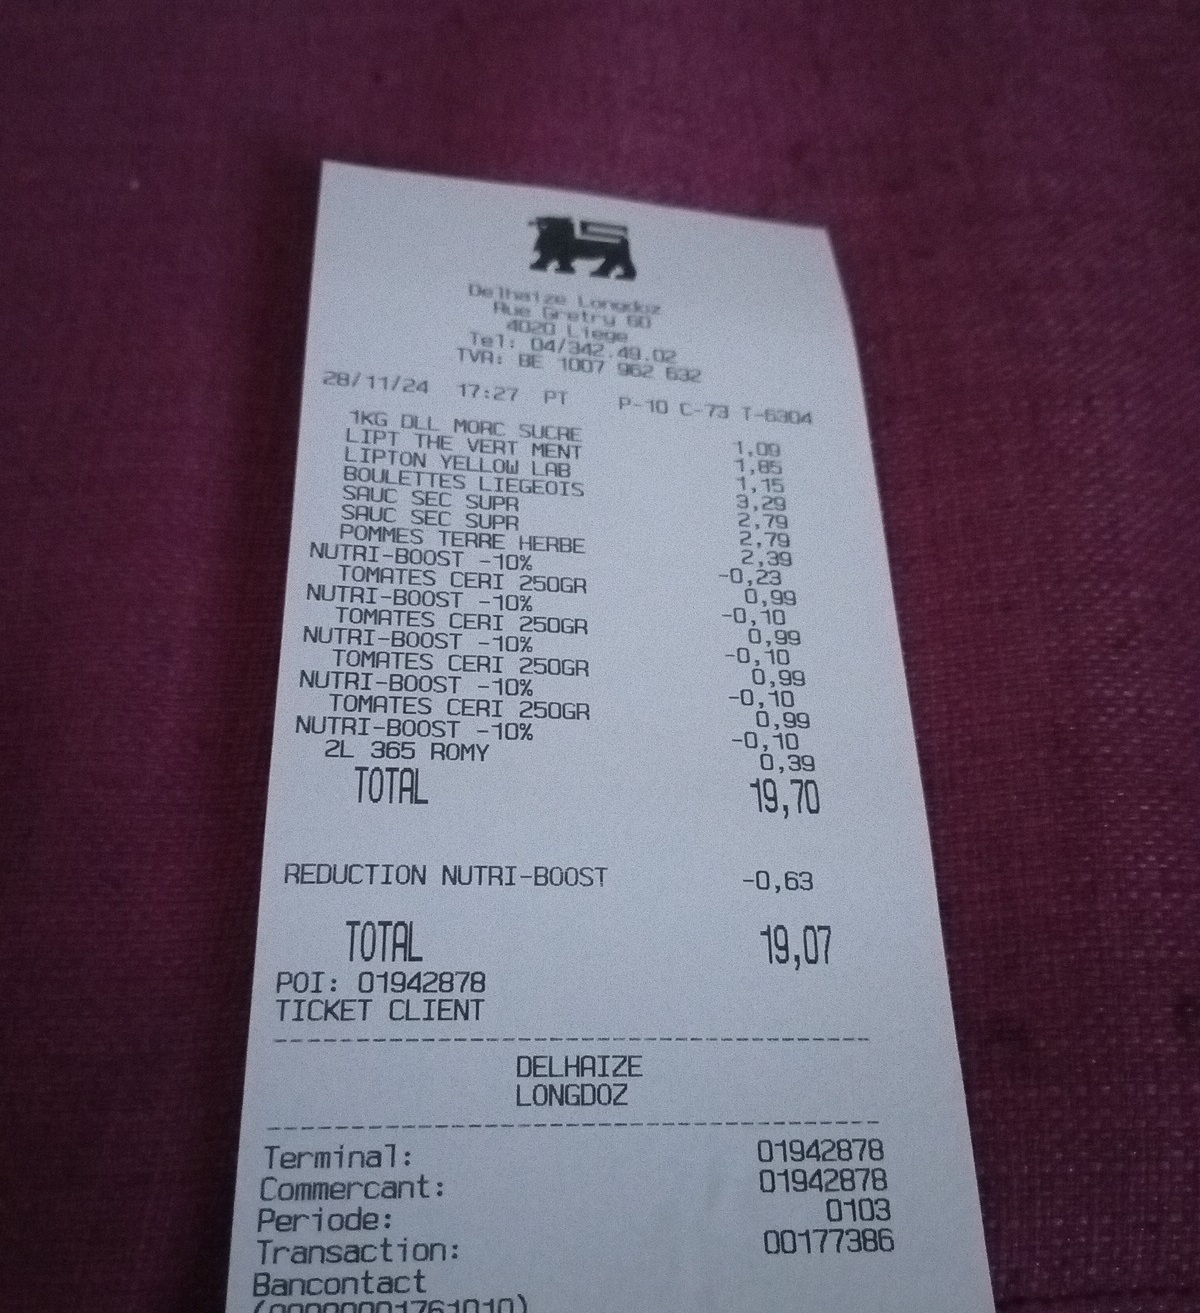 Delhaize Longdoz
Rue Gretry 60
4020 Liege
Tel: 04/342.49.02
TVA: BE 1007 962 632
28/11/24 17:27 PT P-10 C-73 T-6304
1KG DLL MORC SUCRE 1,09
LIPT THE VERT MENT 1,85
LIPTON YELLOW LAB 1,15
BOULETTES LIEGEOIS 3,29
SAUC SEC SUPR 2,79
SAUC SEC SUPR 2,79
POMMES TERRE HERBE 2,39
NUTRI-BOOST -10% -0,23
TOMATES CERI 250GR 0,99
NUTRI-BOOST -10% -0,10
TOMATES CERI 250GR 0,99
NUTRI-BOOST -10% -0,10
TOMATES CERI 250GR 0,99
NUTRI-BOOST -10% -0,10
TOMATES CERI 250GR 0,99
NUTRI-BOOST -10% -0,10
2L 365 ROMY 0,39
TOTAL 19,70
REDUCTION NUTRI-BOOST -0,63
TOTAL 19,07
POI: 01942878
TICKET CLIENT
DELHAIZE
LONGDOZ
Terminal: 01942878
Commercant: 01942878
Periode: 0103
Transaction: 00177386
Bancontact